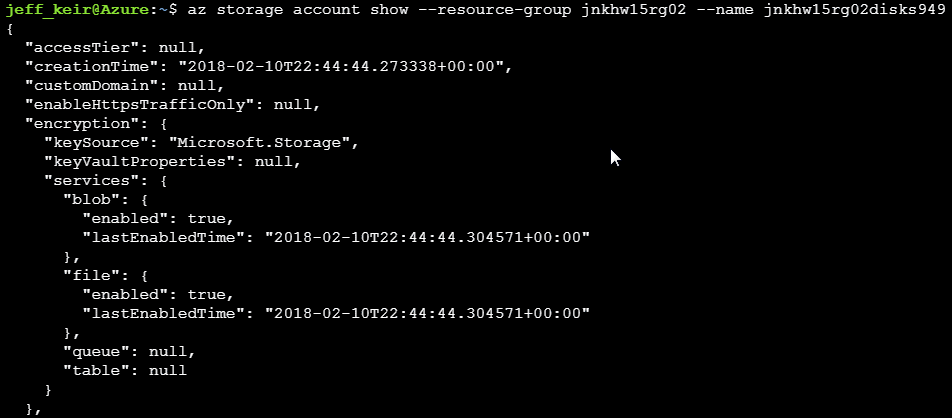 jeff_keir@Azure:~$ az storage account show --resource-group jnkhw15rg02 --name jnkhw15rg02disks949
{
  "accessTier": null,
  "creationTime": "2018-02-10T22:44:44.273338+00:00",
  "customDomain": null,
  "enableHttpsTrafficOnly": null,
  "encryption": {
    "keySource": "Microsoft.Storage",
    "keyVaultProperties": null,
    "services": {
      "blob": {
        "enabled": true,
        "lastEnabledTime": "2018-02-10T22:44:44.304571+00:00"
      },
      "file": {
        "enabled": true,
        "lastEnabledTime": "2018-02-10T22:44:44.304571+00:00"
      },
      "queue": null,
      "table": null
    }
  },